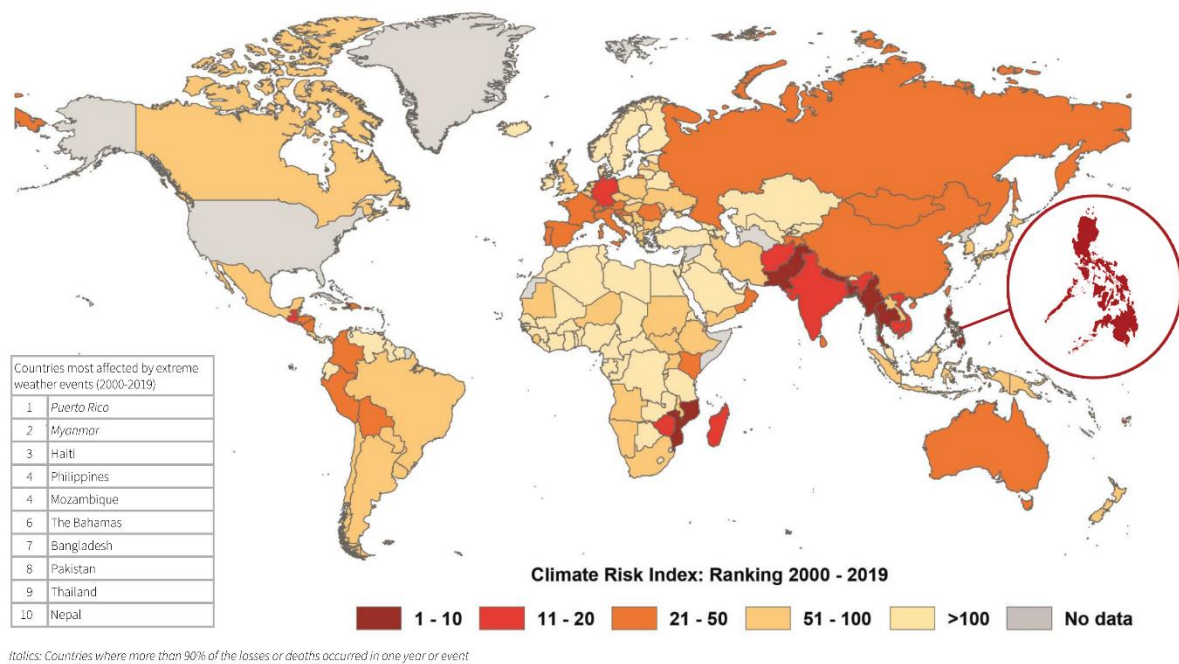 Countries most affected by extreme
weather events (2000-2019)
1 Puerto Rico
2 Myanmar
3 Haiti
4 Philippines
4 Mozambique
6 The Bahamas
7 Bangladesh
8 Pakistan
9 Thailand
10 Nepal
Climate Risk Index: Ranking 2000 - 2019
1 - 10 11 - 20 21 - 50 51 - 100 >100 No data
Italics: Countries where more than 90% of the losses or deaths occurred in one year or event